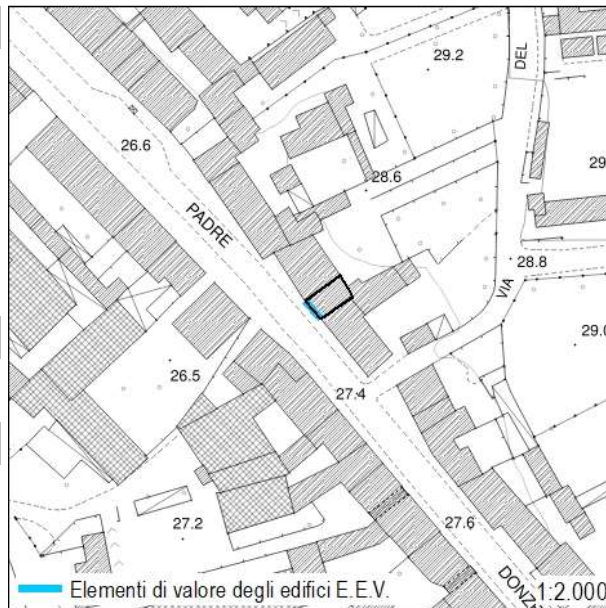 29.2
DEL
26.6
29
28.6
PADRE
28.8
VIA
29.0
26.5
27.4
27.2
27.6
DONZ
Elementi di valore degli edifici E.E.V.
1:2.000